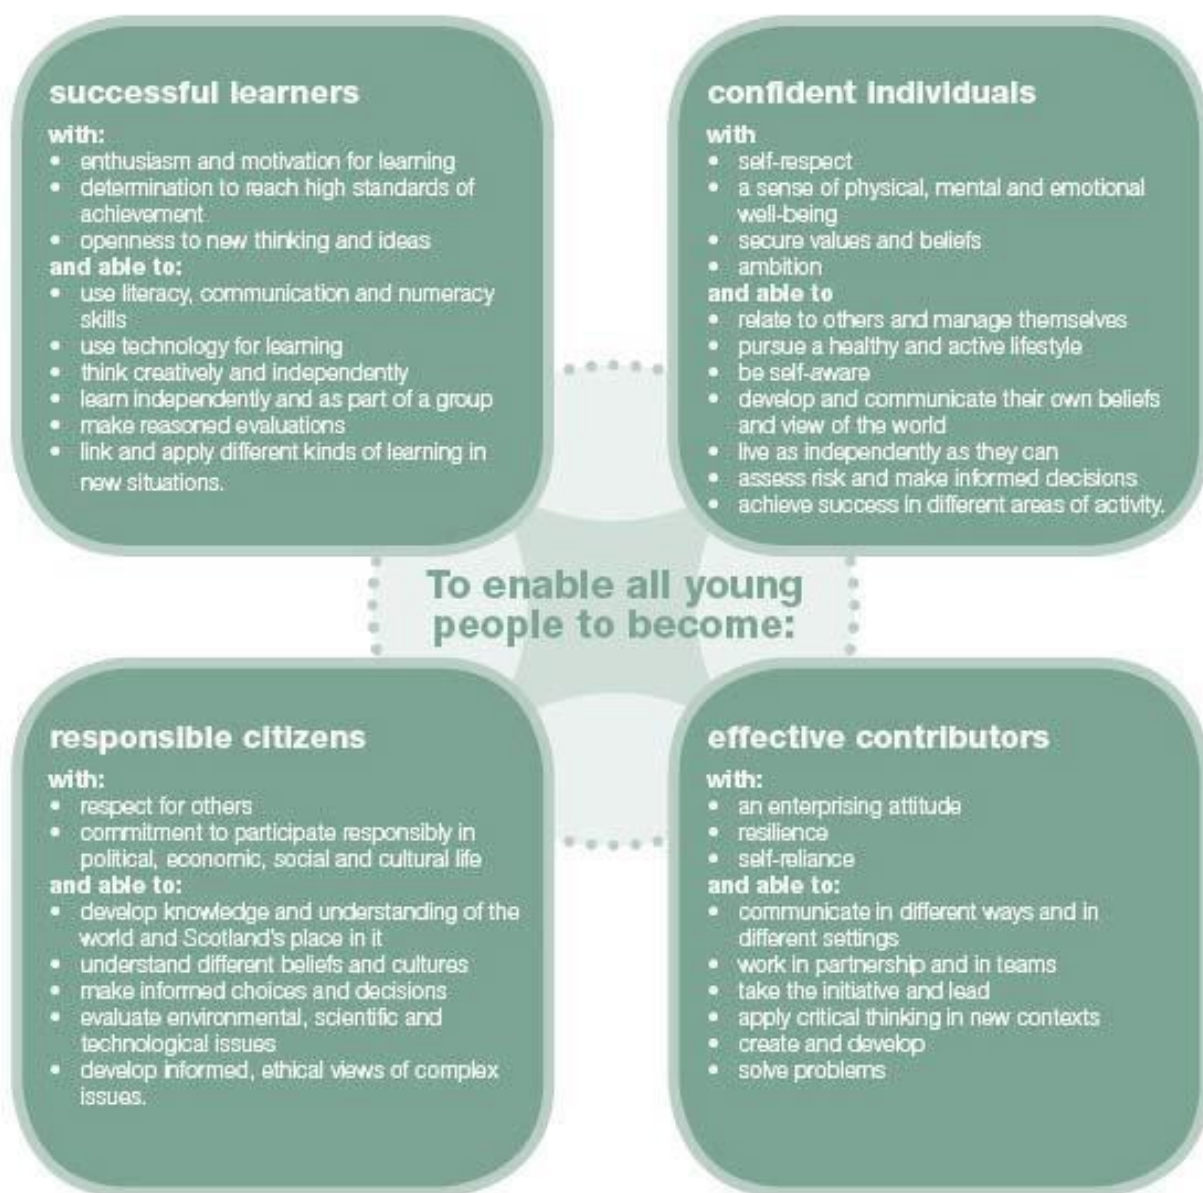 successful learners
with:
• enthusiasm and motivation for learning
• determination to reach high standards of
achievement
• openness to new thinking and ideas
and able to:
• use literacy, communication and numeracy
skills
• use technology for learning
• think creatively and independently
• learn independently and as part of a group
• make reasoned evaluations
• link and apply different kinds of learning in
new situations.
confident individuals
with
• self-respect
• a sense of physical, mental and emotional
well-being
• secure values and beliefs
• ambition
and able to
• relate to others and manage themselves
• pursue a healthy and active lifestyle
• be self-aware
• develop and communicate their own beliefs
and view of the world
• live as independently as they can
• assess risk and make informed decisions
• achieve success in different areas of activity.
To enable all young
people to become:
responsible citizens
with:
• respect for others
• commitment to participate responsibly in
political, economic, social and cultural life
and able to:
• develop knowledge and understanding of the
world and Scotland's place in it
• understand different beliefs and cultures
• make informed choices and decisions
• evaluate environmental, scientific and
technological issues
• develop informed, ethical views of complex
issues.
effective contributors
with:
• an enterprising attitude
• resilience
• self-reliance
and able to:
• communicate in different ways and in
different settings
• work in partnership and in teams
• take the initiative and lead
• apply critical thinking in new contexts
• create and develop
• solve problems